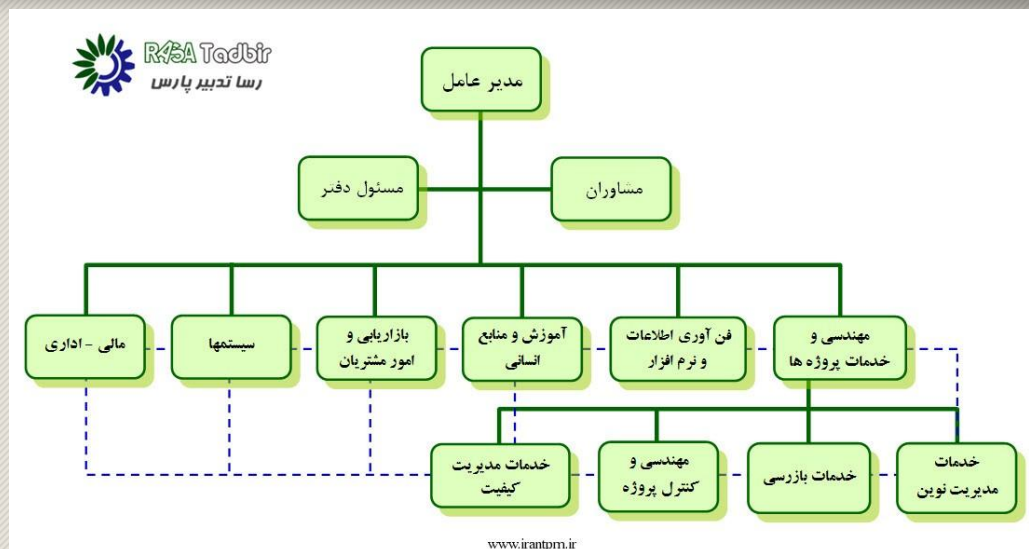 RASA Tadbir
رسا تدبیر پارس
مدیر عامل
مشاوران
مسئول دفتر
مهندسی و
خدمات پروژه ها
فن آوری اطلاعات
و نرم افزار
آموزش و منابع
انسانی
بازاریابی و
امور مشتریان
سیستمها
مالی - اداری
خدمات
مدیریت نوین
خدمات بازرسی
مهندسی و
کنترل پروژه
خدمات مدیریت
کیفیت
www.irantpm.ir